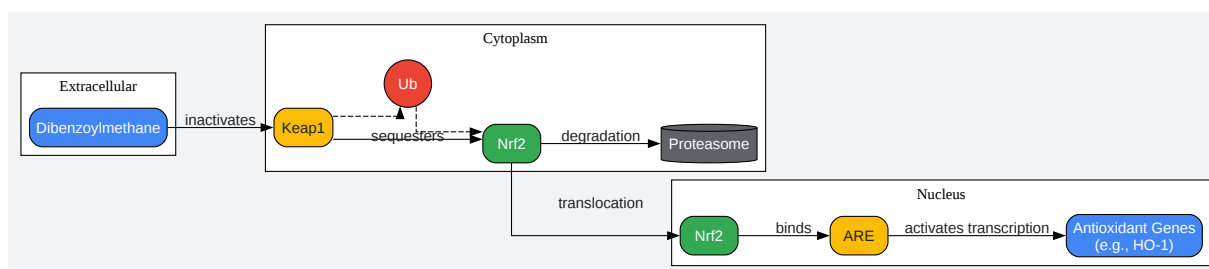 Extracellular
Dibenzoylmethane
inactivates
Cytoplasm
Keap1
Ub
sequesters
Nrf2
degradation
Proteasome
translocation
Nucleus
Nrf2
binds
ARE
activates transcription
Antioxidant Genes
(e.g., HO-1)